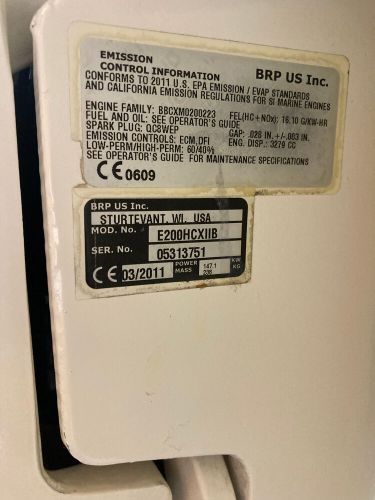 EMISSION
CONTROL INFORMATION BRP US Inc.
CONFORMS TO 2011 U.S. EPA EMISSION / EVAP STANDARDS
AND CALIFORNIA EMISSION REGULATIONS FOR SI MARINE ENGINES
ENGINE FAMILY: BBCXM0200223 FEL(HC+NOx): 16.10 G/KW-HR
FUEL AND OIL: SEE OPERATOR'S GUIDE
SPARK PLUG: QC8WEP GAP: .028 IN. +/-.003 IN.
EMISSION CONTROLS: ECM,DFI ENG. DISP.: 3279 CC
LOW-PERM/HIGH-PERM: 60/40%
SEE OPERATOR'S GUIDE FOR MAINTENANCE SPECIFICATIONS
CE 0609
BRP US Inc.
STURTEVANT, WI, USA
MOD. No. E200HCXIIB
SER. No. 05313751
CE 03/2011 POWER 147.1 KW
MASS 238 KG